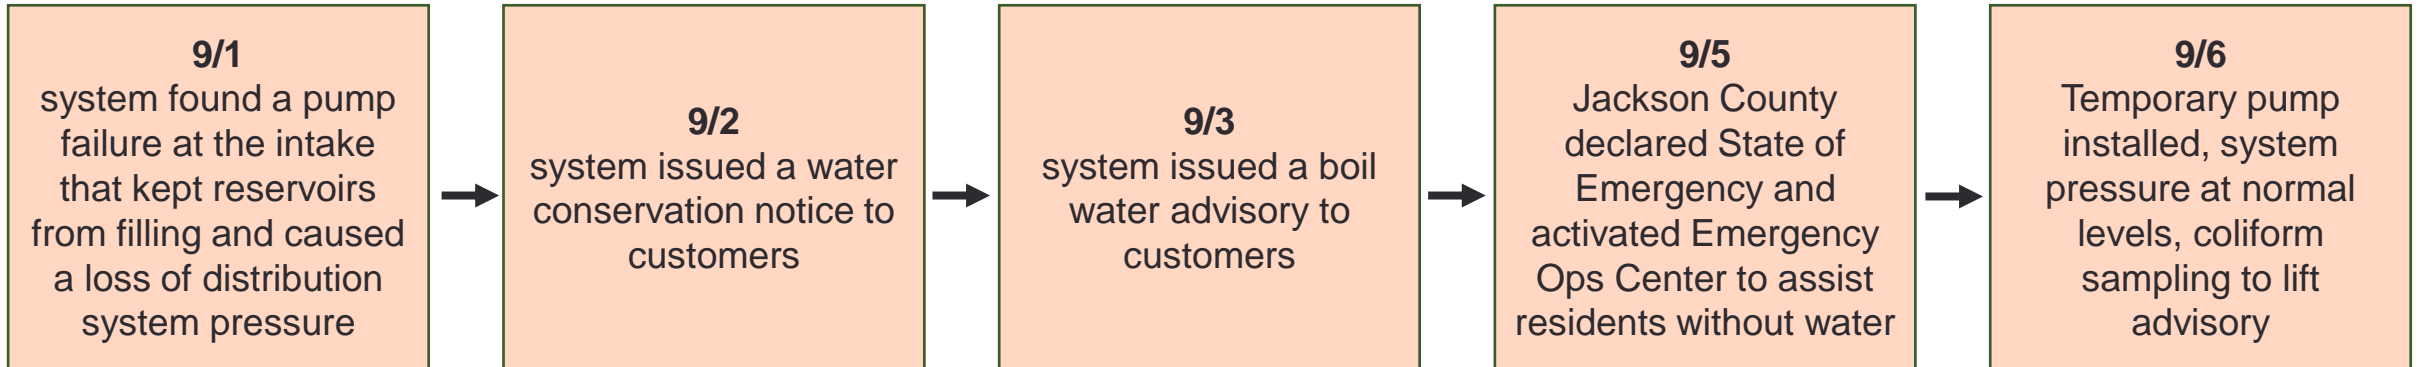 9/1
system found a pump
failure at the intake
that kept reservoirs
from filling and caused
a loss of distribution
system pressure
9/2
system issued a water
conservation notice to
customers
9/3
system issued a boil
water advisory to
customers
9/5
Jackson County
declared State of
Emergency and
activated Emergency
Ops Center to assist
residents without water
9/6
Temporary pump
installed, system
pressure at normal
levels, coliform
sampling to lift
advisory